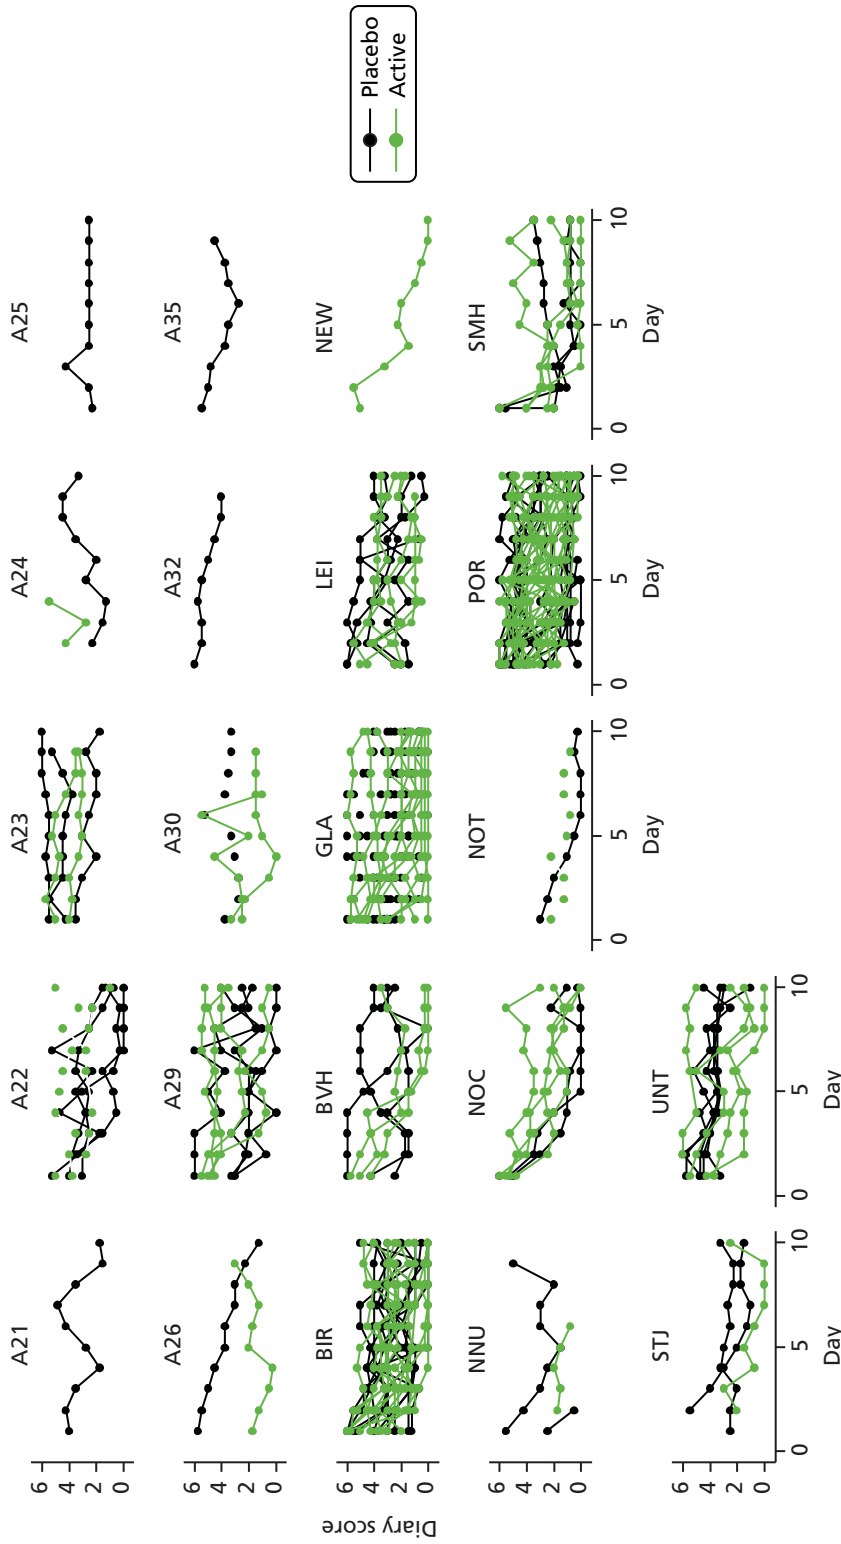 Placebo
Active
A21
A22
A23
A24
A25
6
4
2
0
A26
A29
A30
A32
A35
6
4
2
0
BIR
BVH
GLA
LEI
NEW
6
4
2
0
Diary score
NNU
NOC
NOT
POR
SMH
6
4
2
0
0
5
10
Day
0
5
10
Day
0
5
10
Day
STJ
UNT
6
4
2
0
0
5
10
Day
0
5
10
Day